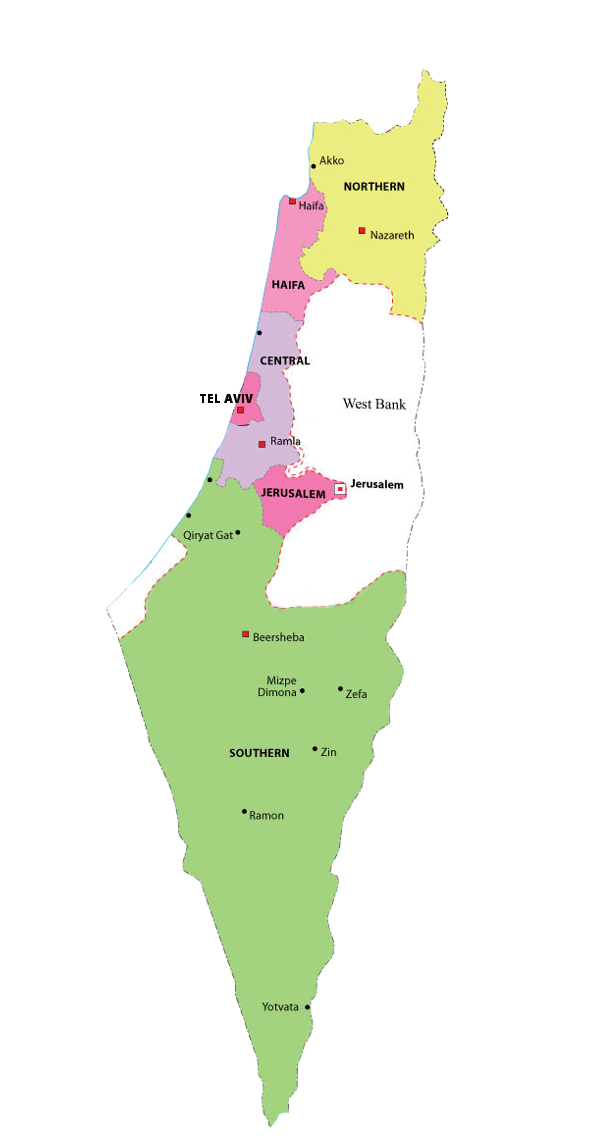 Akko
NORTHERN
Haifa
Nazareth
HAIFA
CENTRAL
TEL AVIV
West Bank
Ramla
Jerusalem
JERUSALEM
Qiryat Gat
Beersheba
Mizpe
Dimona
Zefa
Zin
SOUTHERN
Ramon
Yotvata